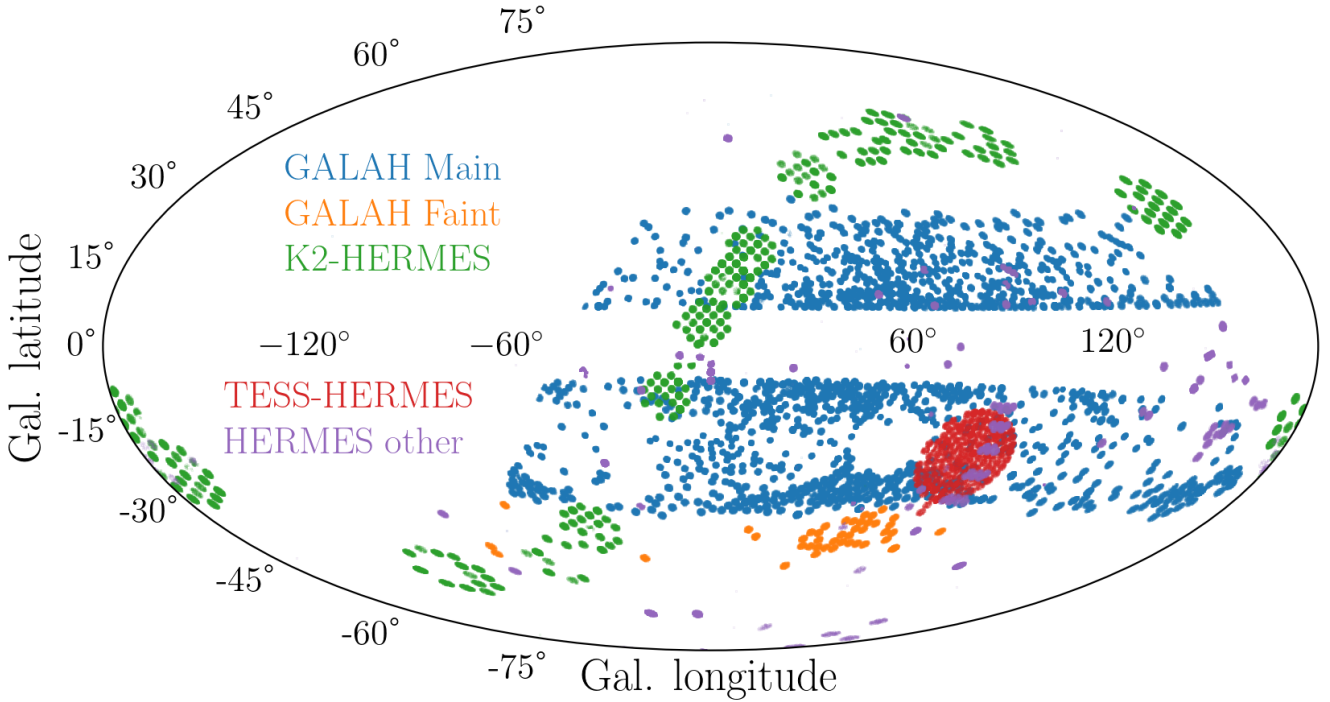 75°
60°
45°
30°
15°
0°
-15°
-30°
-45°
-60°
-75°
Gal. latitude
GALAH Main
GALAH Faint
K2-HERMES
−120°
−60°
60°
120°
TESS-HERMES
HERMES other
Gal. longitude